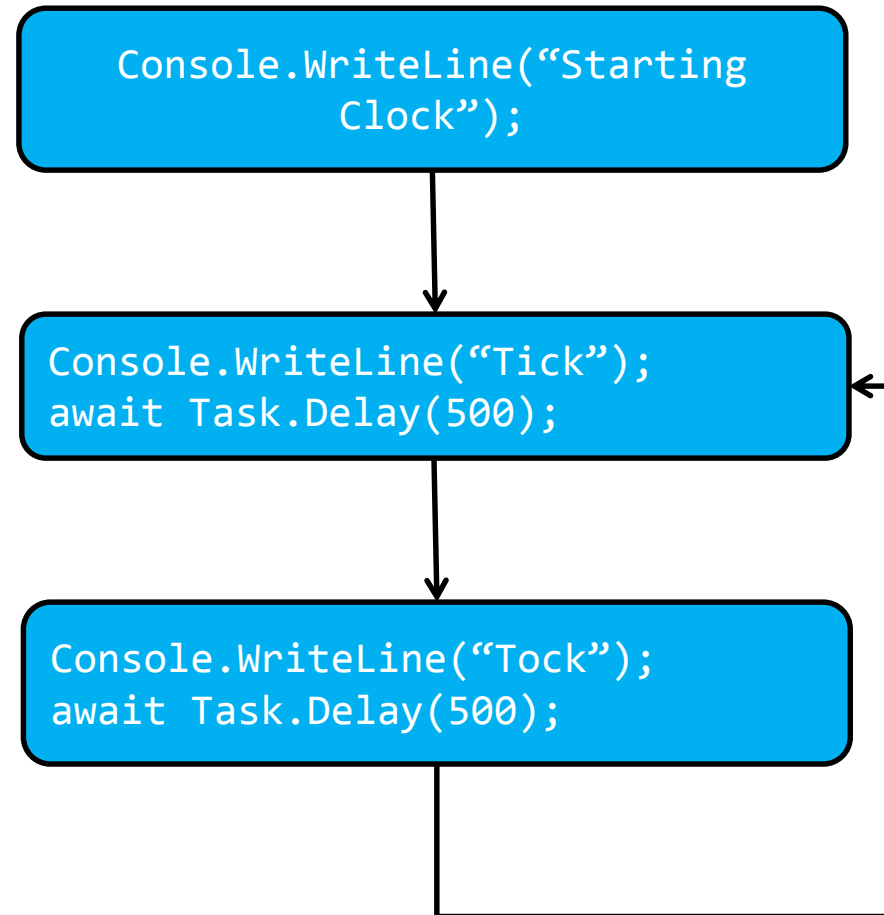 Console.WriteLine(“Starting
Clock”);
Console.WriteLine(“Tick”);
await Task.Delay(500);
Console.WriteLine(“Tock”);
await Task.Delay(500);